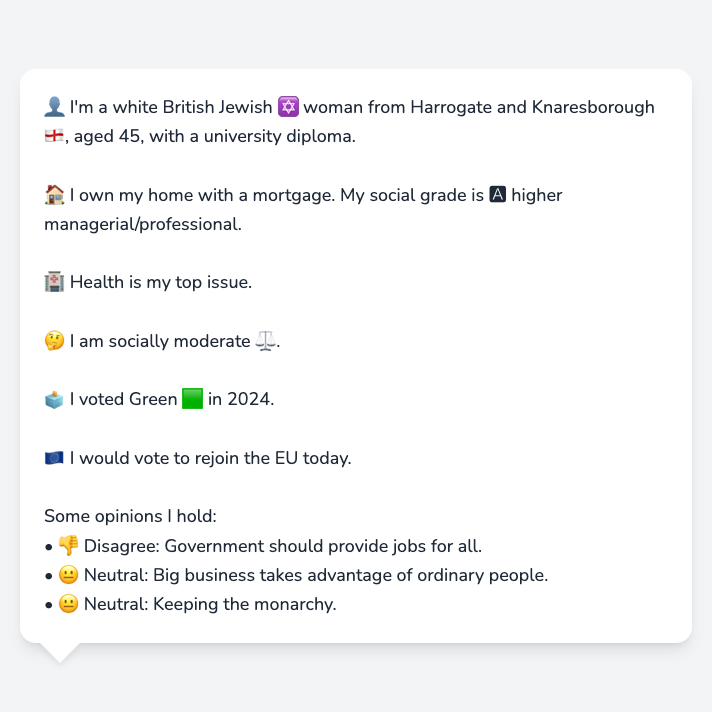 👤 I'm a white British Jewish ✡️ woman from Harrogate and Knaresborough
🏴󠁧󠁢󠁥󠁮󠁧󠁿, aged 45, with a university diploma.
🏠 I own my home with a mortgage. My social grade is 🅰 higher
managerial/professional.
🏥 Health is my top issue.
🤔 I am socially moderate ⚖️.
🗳️ I voted Green 🟩 in 2024.
🇪🇺 I would vote to rejoin the EU today.
Some opinions I hold:
• 👎 Disagree: Government should provide jobs for all.
• 😐 Neutral: Big business takes advantage of ordinary people.
• 😐 Neutral: Keeping the monarchy.